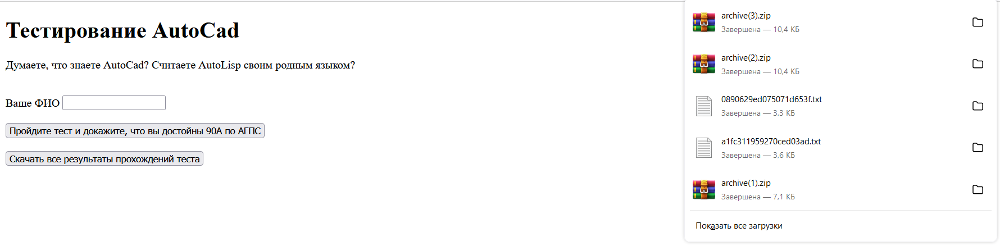 Тестирование AutoCad
Думаете, что знаете AutoCad? Считаете AutoLisp своим родным языком?
Ваше ФИО
Пройдите тест и докажите, что вы достойны 90A по АГПС
Скачать все результаты прохождений теста
archive(3).zip
Завершена — 10,4 КБ
archive(2).zip
Завершена — 10,4 КБ
0890629ed075071d653f.txt
Завершена — 3,3 КБ
a1fc311959270ced03ad.txt
Завершена — 3,6 КБ
archive(1).zip
Завершена — 7,1 КБ
Показать все загрузки